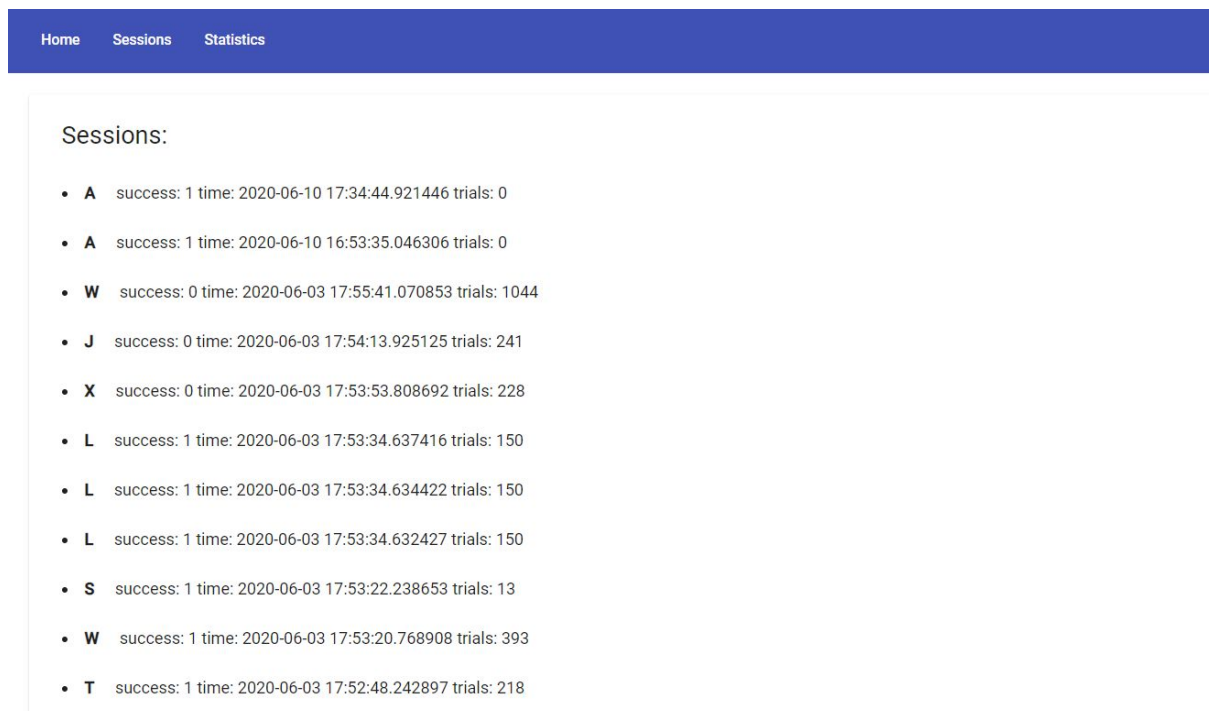 Home Sessions Statistics
Sessions:
• A success: 1 time: 2020-06-10 17:34:44.921446 trials: 0
• A success: 1 time: 2020-06-10 16:53:35.046306 trials: 0
• W success: 0 time: 2020-06-03 17:55:41.070853 trials: 1044
• J success: 0 time: 2020-06-03 17:54:13.925125 trials: 241
• X success: 0 time: 2020-06-03 17:53:53.808692 trials: 228
• L success: 1 time: 2020-06-03 17:53:34.637416 trials: 150
• L success: 1 time: 2020-06-03 17:53:34.634422 trials: 150
• L success: 1 time: 2020-06-03 17:53:34.632427 trials: 150
• S success: 1 time: 2020-06-03 17:53:22.238653 trials: 13
• W success: 1 time: 2020-06-03 17:53:20.768908 trials: 393
• T success: 1 time: 2020-06-03 17:52:48.242897 trials: 218